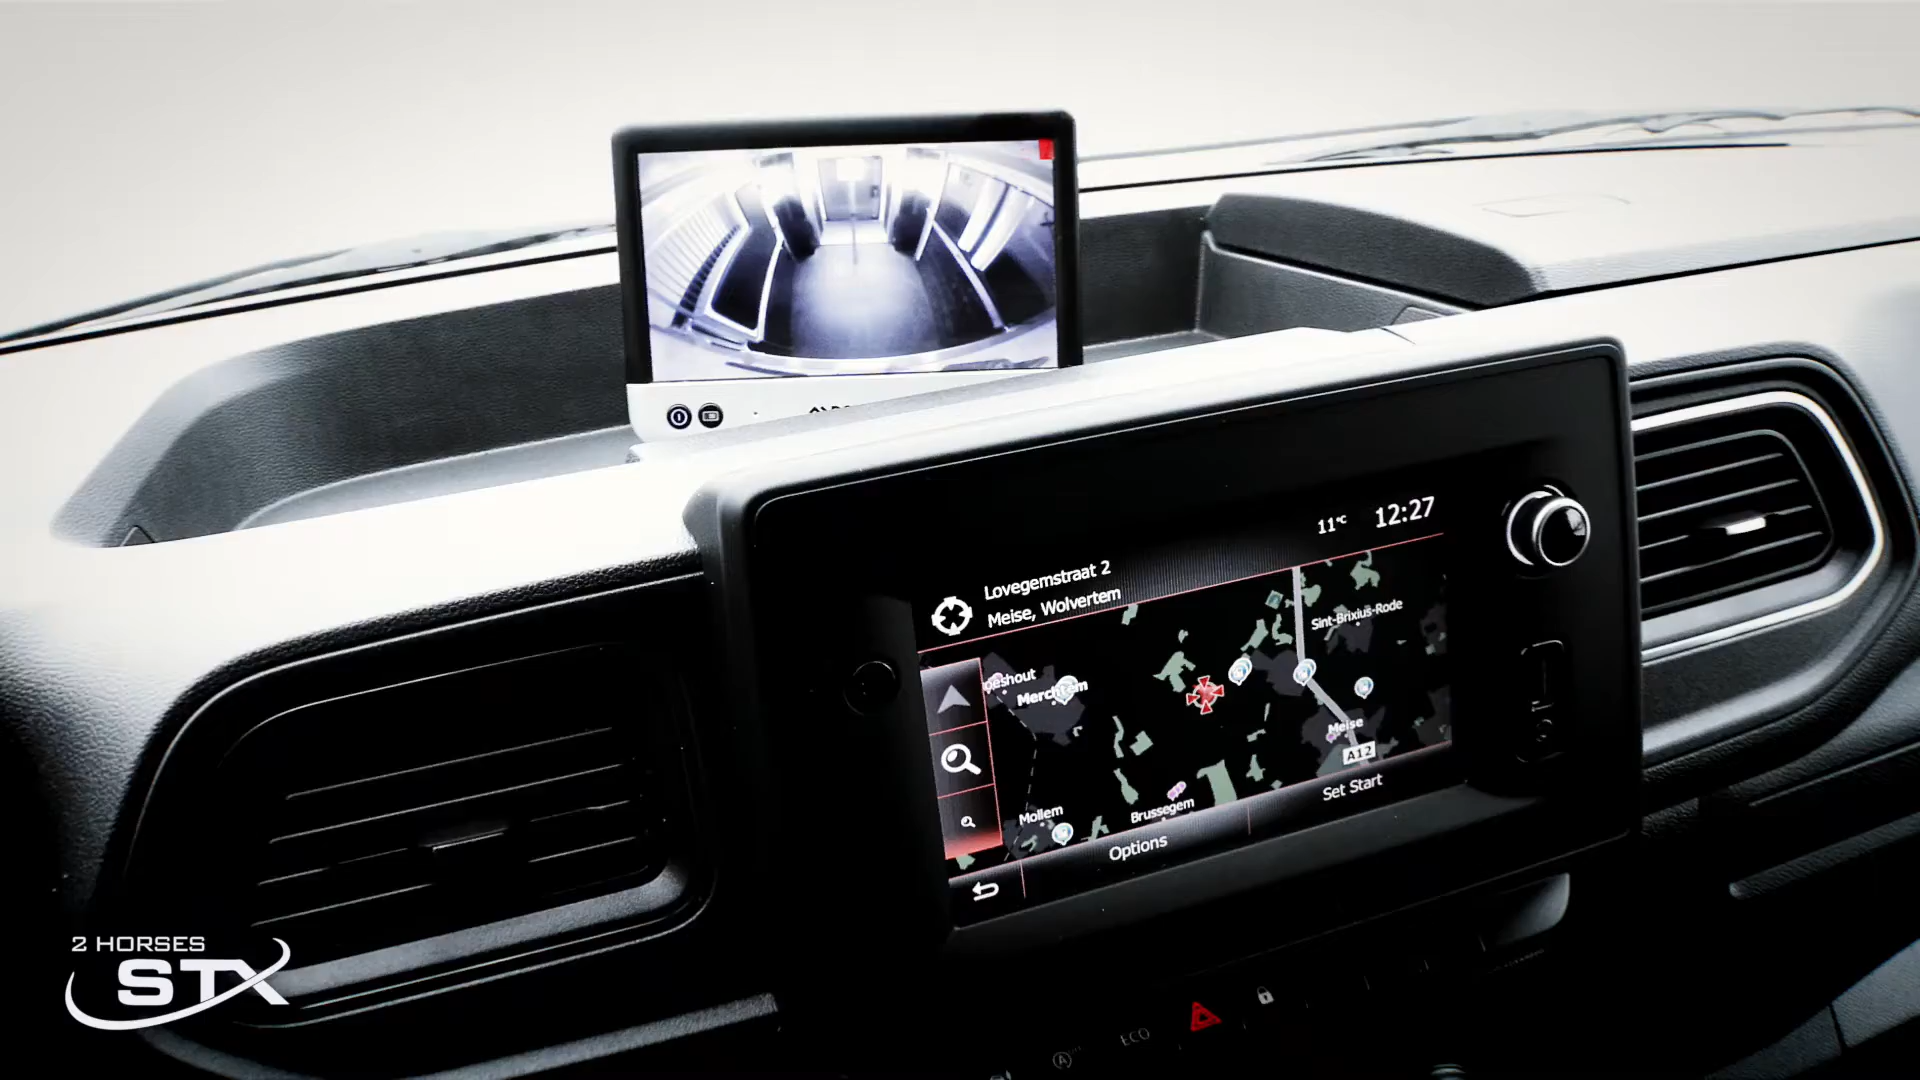 11°C 12:27
Lovegemstraat 2
Meise, Wolvertem
Sint-Brixius-Rode
Merchtem
Meise
A12
Mollem
Brussegem
Set Start
Options
ECO
A
2 HORSES
STX